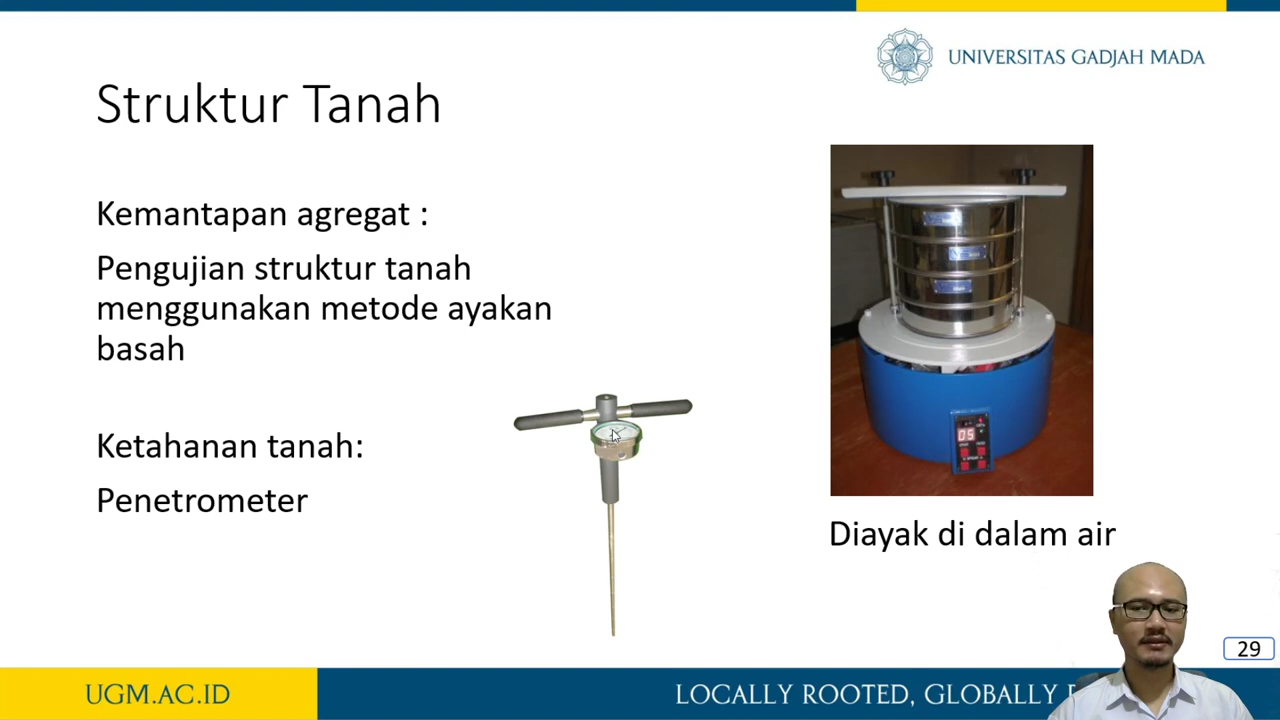 UNIVERSITAS GADJAH MADA
Struktur Tanah
Kemantapan agregat :
Pengujian struktur tanah
menggunakan metode ayakan
basah
Ketahanan tanah:
Penetrometer
05
Diayak di dalam air
29
UGM.AC.ID
LOCALLY ROOTED, GLOBALLY